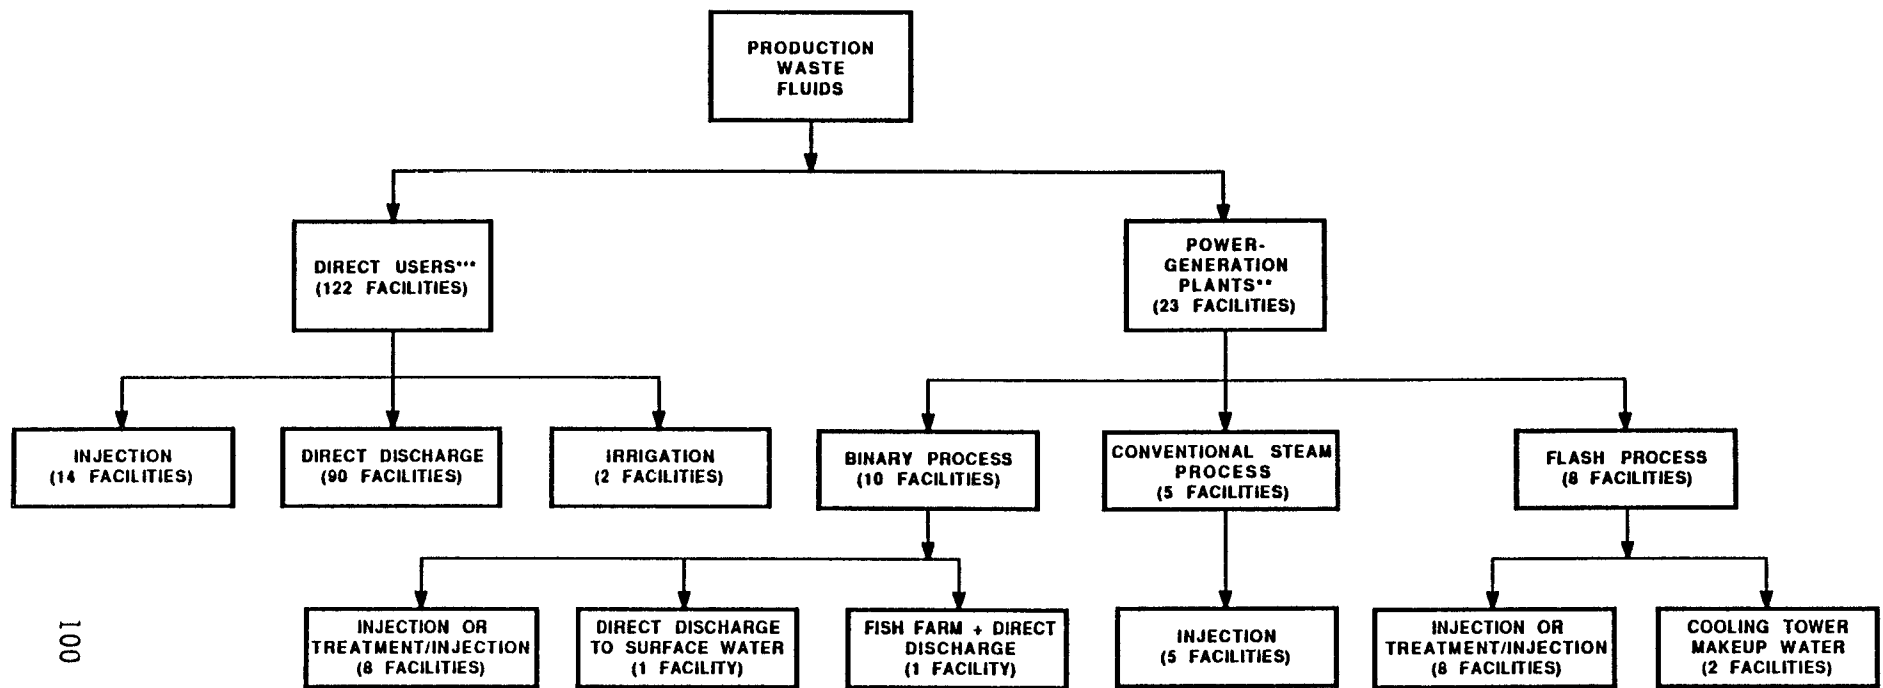 PRODUCTION
WASTE
FLUIDS
DIRECT USERS***
(122 FACILITIES)
POWER-
GENERATION
PLANTS**
(23 FACILITIES)
INJECTION
(14 FACILITIES)
DIRECT DISCHARGE
(90 FACILITIES)
IRRIGATION
(2 FACILITIES)
BINARY PROCESS
(10 FACILITIES)
CONVENTIONAL STEAM
PROCESS
(5 FACILITIES)
FLASH PROCESS
(8 FACILITIES)
INJECTION OR
TREATMENT/INJECTION
(8 FACILITIES)
DIRECT DISCHARGE
TO SURFACE WATER
(1 FACILITY)
FISH FARM + DIRECT
DISCHARGE
(1 FACILITY)
INJECTION
(5 FACILITIES)
INJECTION OR
TREATMENT/INJECTION
(8 FACILITIES)
COOLING TOWER
MAKEUP WATER
(2 FACILITIES)
100